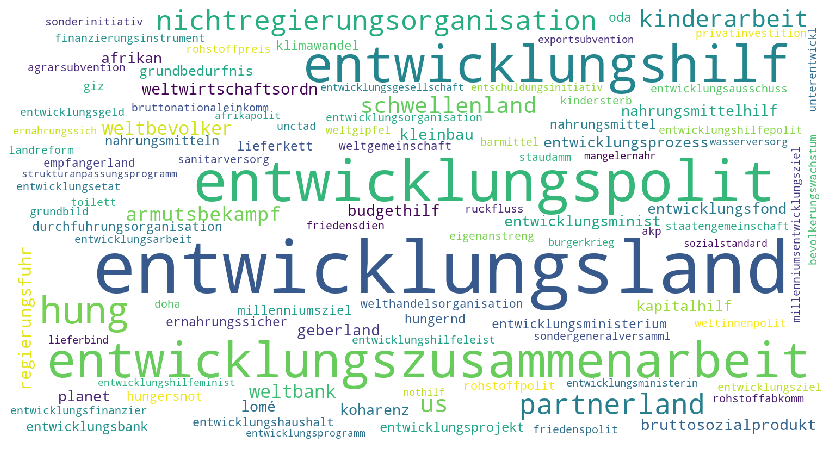 sonderinitiativ nichtregierungsorganisation oda kinderarbeit
finanzierungsinstrument rohstoffpreis klimawandel exportsubvention privatinvestition
afrikan entwicklungshilf
agrarsubvention grundbedurfnis
giz weltwirtschaftsordn entwicklungsgesellschaft entschuldungsinitiativ entwicklungsausschuss unterentwickl
bruttonationaleinkomm schwellenland kindersterb
entwicklungsgeld afrikapolit entwicklungsorganisation nahrungsmittelhilf
ernahrungssich weltbevolker unctad weltgipfel kleinbau nahrungsmittel entwicklungshilfepolit
nahrungsmitteln lieferkett barmittel entwicklungsprozess wasserversorg
landreform weltgemeinschaft
empfangerland sanitarversorg staudamm mangelernahr
strukturanpassungsprogramm entwicklungspolit
entwicklungsetat millenniumsentwicklungsziel bevolkerungswachstum
toilett
grundbild armutsbekampf budgethilf ruckfluss entwicklungsfond
durchfuhrungsorganisation friedensdien entwicklungsminist staatengemeinschaft
entwicklungsarbeit eigenanstreng burgerkrieg akp sozialstandard
entwicklungsland
regierungsfuhr hung doha millenniumsziel welthandelsorganisation kapitalhilf
ernahrungssicher hungernd entwicklungsministerium weltinnenpolit
lieferbind geberland entwicklungshilfeleist sondergeneralversamml
entwicklungszusammenarbeit
entwicklungshilfeminist rohstoffpolit entwicklungsministerin entwicklungsziel
planet hungersnot weltbank nothilf rohstoffabkomm
entwicklungsfinanzier lomé koharenz us partnerland
entwicklungsbank entwicklungshaushalt entwicklungsprojekt friedenspolit bruttosozialprodukt
entwicklungsprogramm